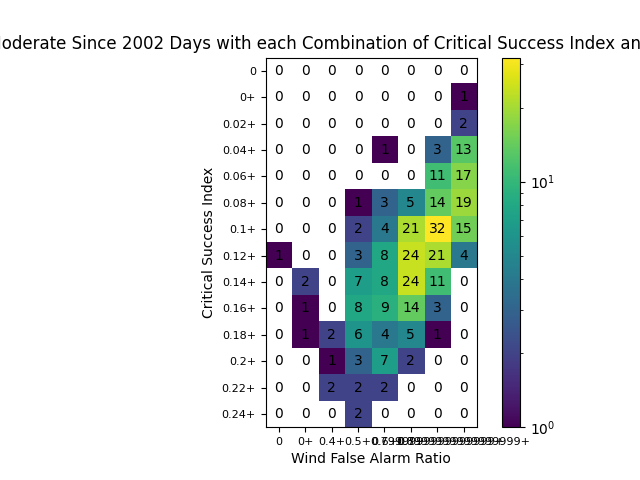 oderate Since 2002 Days with each Combination of Critical Success Index an
0 0 0 0 0 0 0 0 0
0+ 0 0 0 0 0 0 0 1
0.02+ 0 0 0 0 0 0 0 2
0.04+ 0 0 0 0 1 0 3 13
0.06+ 0 0 0 0 0 0 11 17
0.08+ 0 0 0 1 3 5 14 19
0.1+ 0 0 0 2 4 21 32 15
0.12+ 1 0 0 3 8 24 21 4
0.14+ 0 2 0 7 8 24 11 0
0.16+ 0 1 0 8 9 14 3 0
0.18+ 0 1 2 6 4 5 1 0
0.2+ 0 0 1 3 7 2 0 0
0.22+ 0 0 2 2 2 0 0 0
0.24+ 0 0 0 2 0 0 0 0
0 0+ 0.4+ 0.5+
Critical Success Index
Wind False Alarm Ratio
10^1
10^0